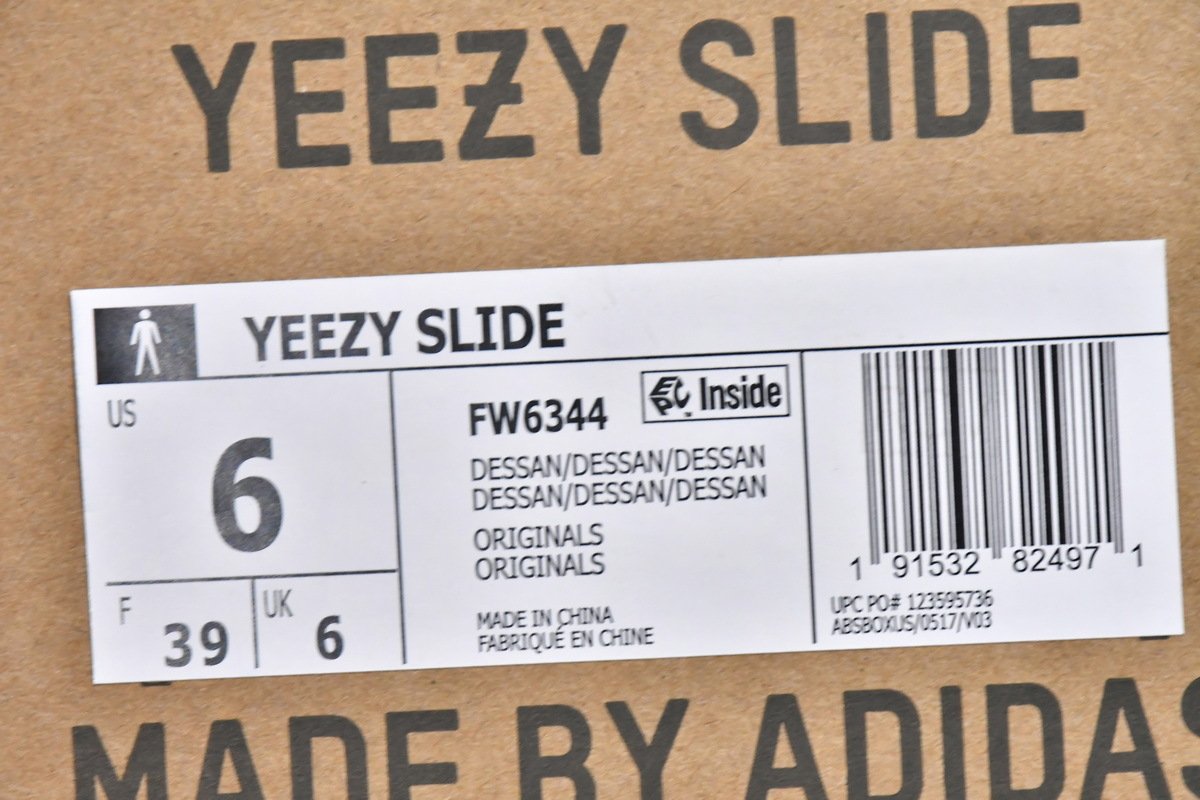 YEEZY SLIDE
YEEZY SLIDE
US
6
F
39
UK
6
FW6344
EPC Inside
™
DESSAN/DESSAN/DESSAN
DESSAN/DESSAN/DESSAN
ORIGINALS
ORIGINALS
MADE IN CHINA
FABRIQUÉ EN CHINE
1 91532 82497 1
UPC PO# 123595736
ABSBOXUS/0517/V03
MADE BY ADIDAS